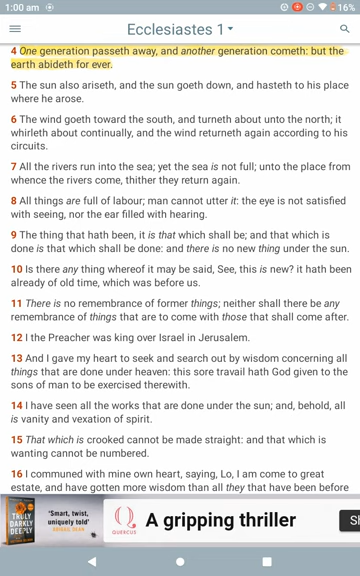 1:00 am
16%
Ecclesiastes 1
4 One generation passeth away, and another generation cometh: but the
earth abideth for ever.
5 The sun also ariseth, and the sun goeth down, and hasteth to his place
where he arose.
6 The wind goeth toward the south, and turneth about unto the north; it
whirleth about continually, and the wind returneth again according to his
circuits.
7 All the rivers run into the sea; yet the sea is not full; unto the place from
whence the rivers come, thither they return again.
8 All things are full of labour; man cannot utter it: the eye is not satisfied
with seeing, nor the ear filled with hearing.
9 The thing that hath been, it is that which shall be; and that which is
done is that which shall be done: and there is no new thing under the sun.
10 Is there any thing whereof it may be said, See, this is new? it hath been
already of old time, which was before us.
11 There is no remembrance of former things; neither shall there be any
remembrance of things that are to come with those that shall come after.
12 I the Preacher was king over Israel in Jerusalem.
13 And I gave my heart to seek and search out by wisdom concerning all
things that are done under heaven: this sore travail hath God given to the
sons of man to be exercised therewith.
14 I have seen all the works that are done under the sun; and, behold, all
is vanity and vexation of spirit.
15 That which is crooked cannot be made straight: and that which is
wanting cannot be numbered.
16 I communed with mine own heart, saying, Lo, I am come to great
estate, and have gotten more wisdom than all they that have been before
TRULY
DARKLY
DEEPLY
'Smart, twisty,
uniquely told'
QUERCUS
A gripping thriller